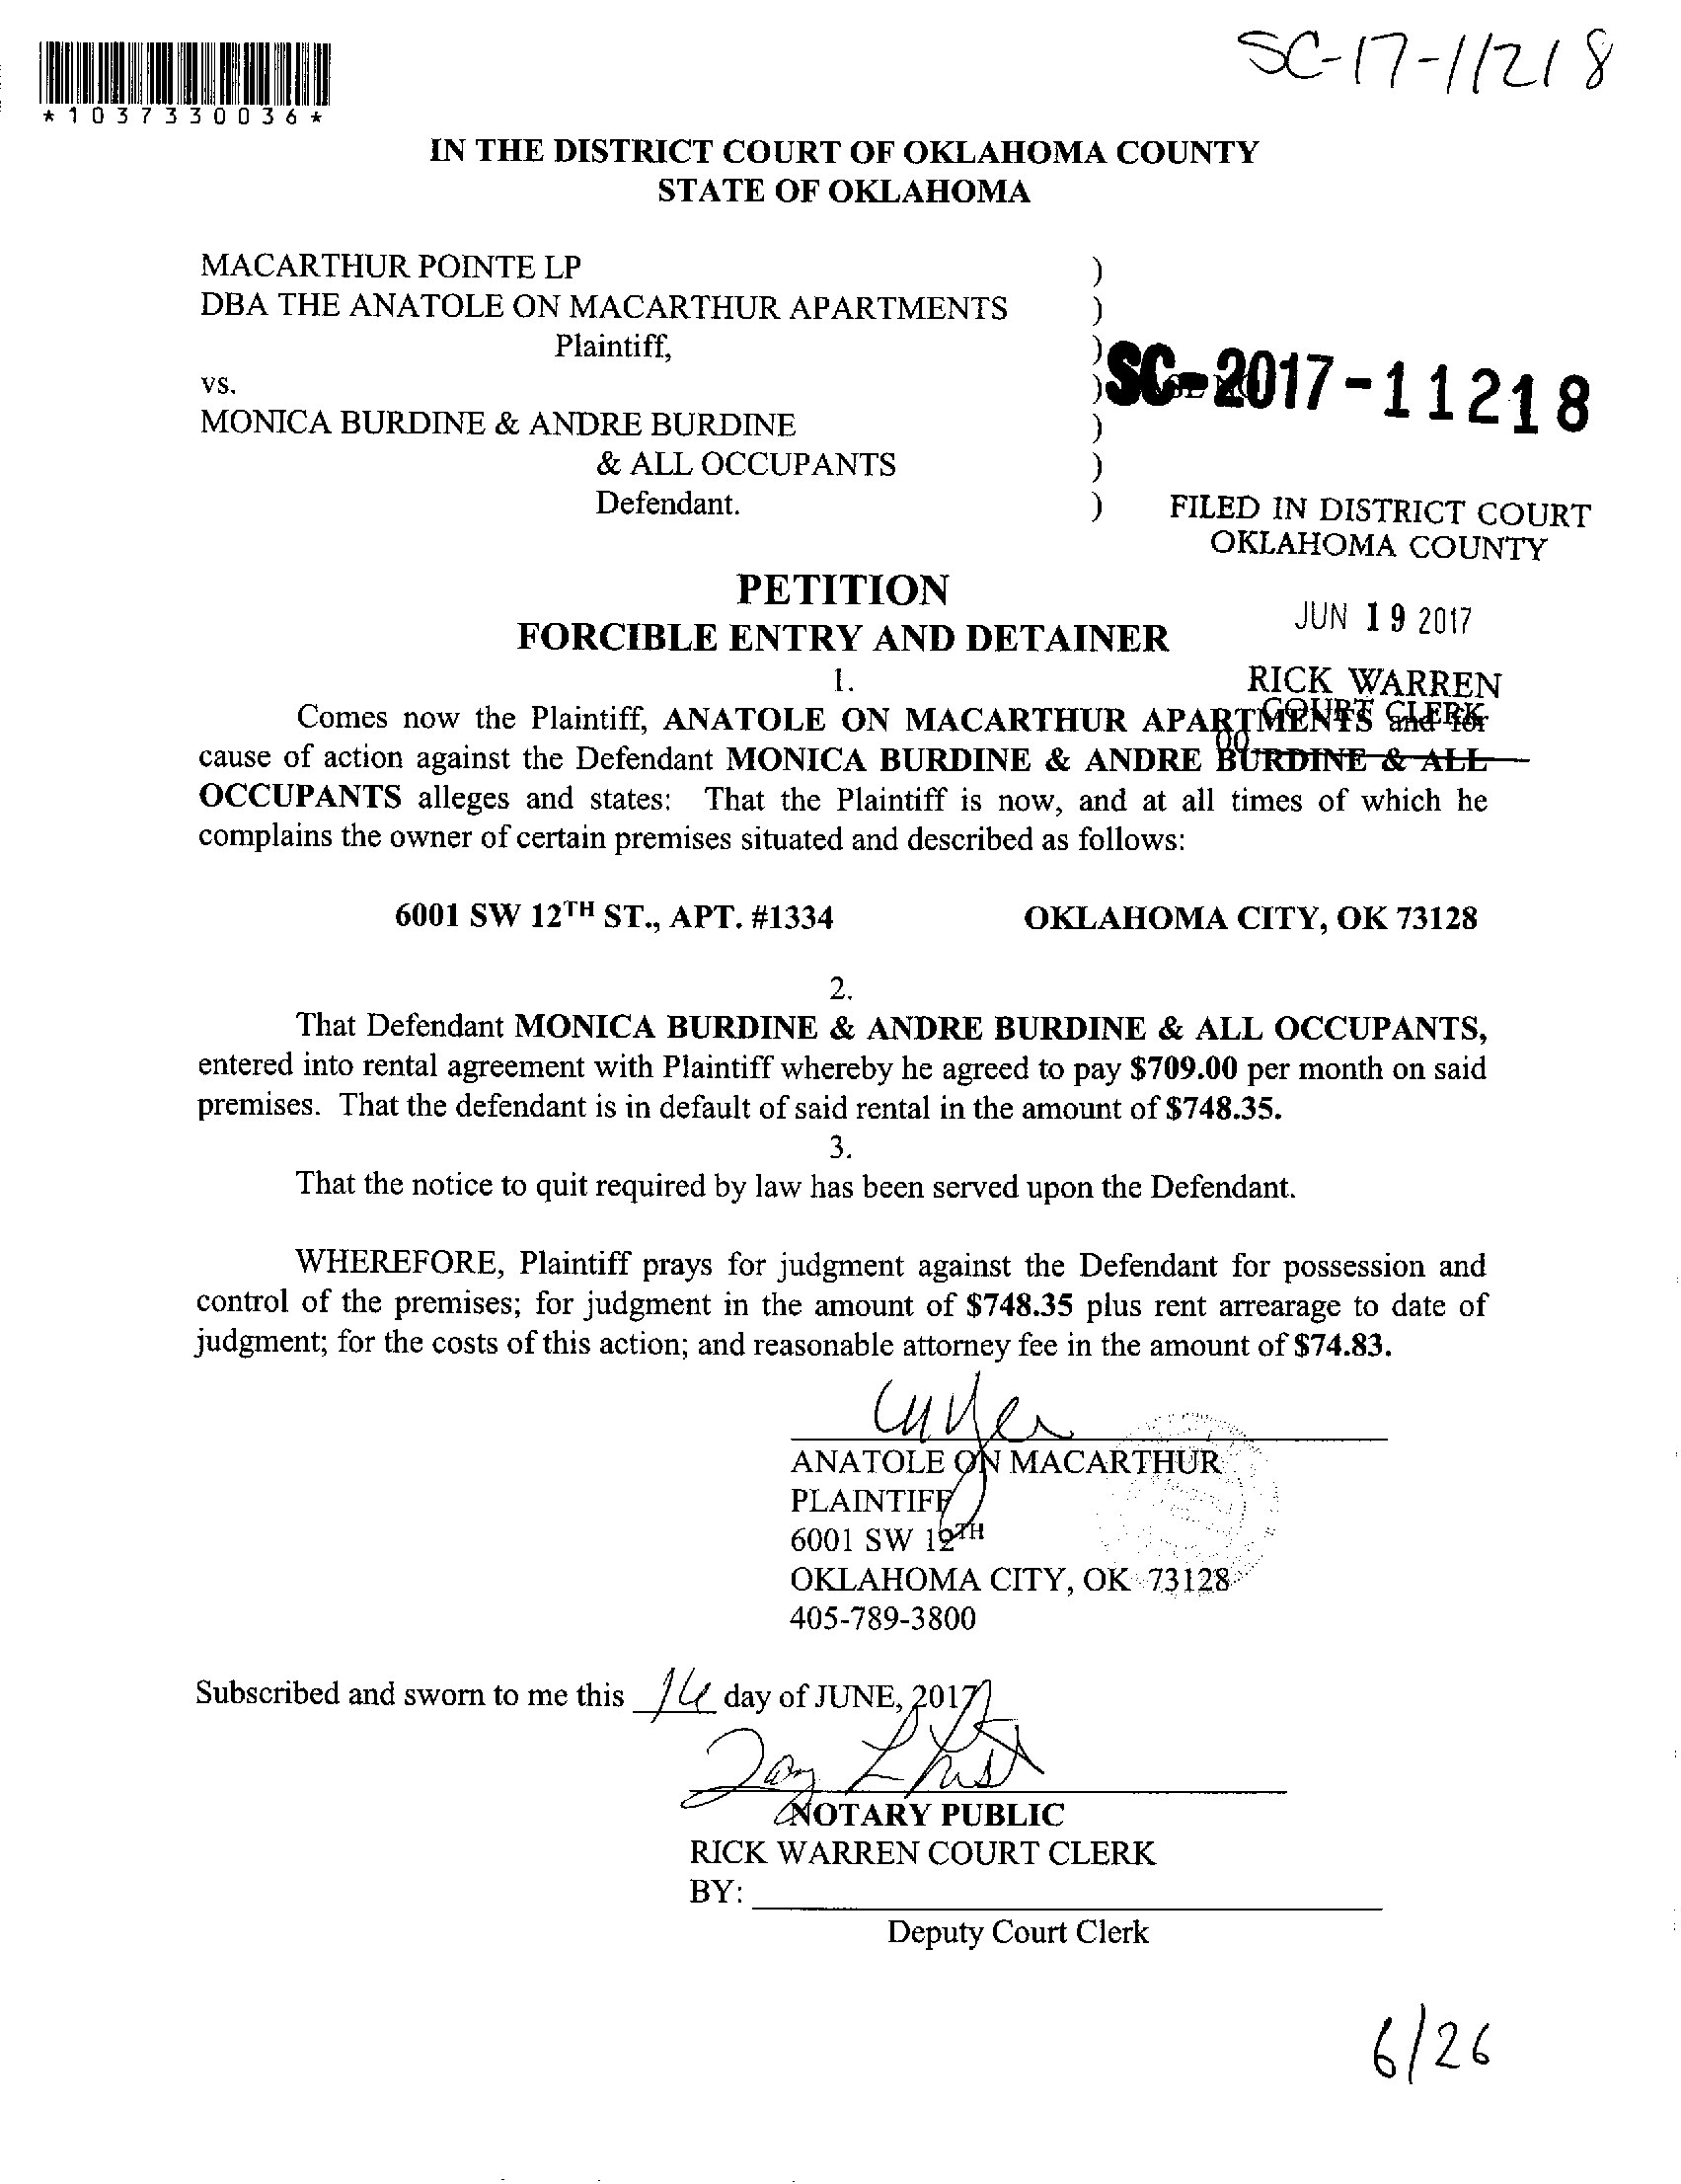 SC-17-11218
*1037330036*
IN THE DISTRICT COURT OF OKLAHOMA COUNTY
STATE OF OKLAHOMA
MACARTHUR POINTE LP )
DBA THE ANATOLE ON MACARTHUR APARTMENTS )
Plaintiff, )
vs. ) SC-2017-11218
MONICA BURDINE & ANDRE BURDINE )
& ALL OCCUPANTS )
Defendant. )
FILED IN DISTRICT COURT
OKLAHOMA COUNTY
JUN 19 2017
RICK WARREN
COURT CLERK
PETITION
FORCIBLE ENTRY AND DETAINER
1.
Comes now the Plaintiff, ANATOLE ON MACARTHUR APARTMENTS and for
cause of action against the Defendant MONICA BURDINE & ANDRE BURDINE & ALL
OCCUPANTS alleges and states: That the Plaintiff is now, and at all times of which he
complains the owner of certain premises situated and described as follows:
6001 SW 12TH ST., APT. #1334 OKLAHOMA CITY, OK 73128
2.
That Defendant MONICA BURDINE & ANDRE BURDINE & ALL OCCUPANTS,
entered into rental agreement with Plaintiff whereby he agreed to pay $709.00 per month on said
premises. That the defendant is in default of said rental in the amount of $748.35.
3.
That the notice to quit required by law has been served upon the Defendant.
WHEREFORE, Plaintiff prays for judgment against the Defendant for possession and
control of the premises; for judgment in the amount of $748.35 plus rent arrearage to date of
judgment; for the costs of this action; and reasonable attorney fee in the amount of $74.83.
ANATOLE ON MACARTHUR
PLAINTIFF
6001 SW 12TH
OKLAHOMA CITY, OK 73128
405-789-3800
Subscribed and sworn to me this day of JUNE, 2017
NOTARY PUBLIC
RICK WARREN COURT CLERK
BY:
Deputy Court Clerk
6/26